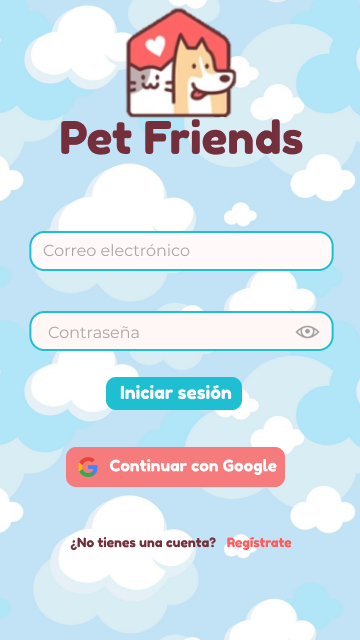 Pet Friends
Correo electrónico
Contraseña
Iniciar sesión
Continuar con Google
¿No tienes una cuenta? Regístrate